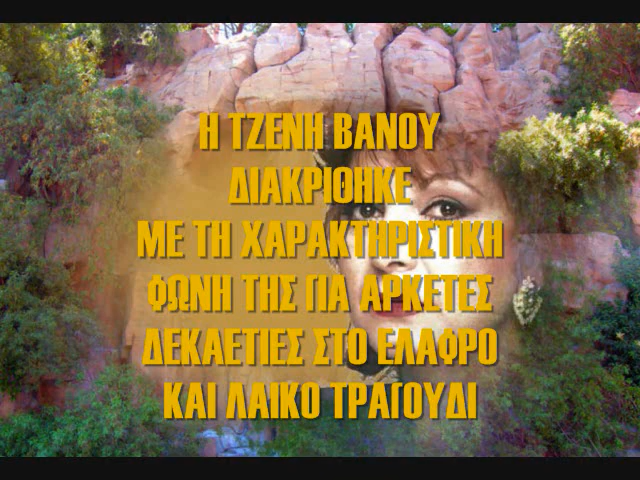 Η ΤΖΕΝΗ ΒΑΝΟΥ
ΔΙΑΚΡΙΘΗΚΕ
ΜΕ ΤΗ ΧΑΡΑΚΤΗΡΙΣΤΙΚΗ
ΦΩΝΗ ΤΗΣ ΓΙΑ ΑΡΚΕΤΕΣ
ΔΕΚΑΕΤΙΕΣ ΣΤΟ ΕΛΑΦΡΟ
ΚΑΙ ΛΑΙΚΟ ΤΡΑΓΟΥΔΙ